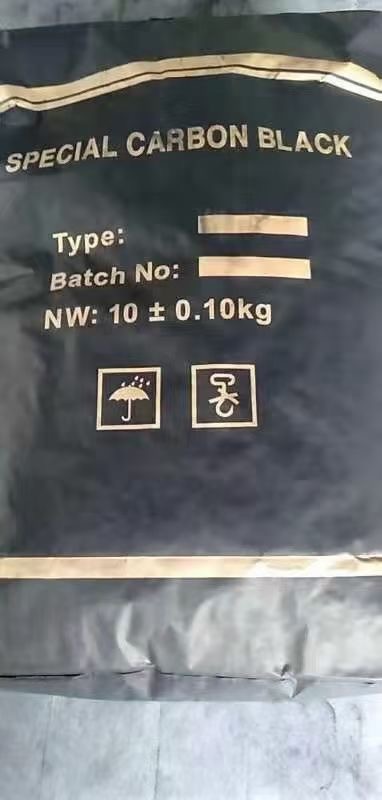 SPECIAL CARBON BLACK
Type:
Batch No:
NW: 10 ± 0.10kg